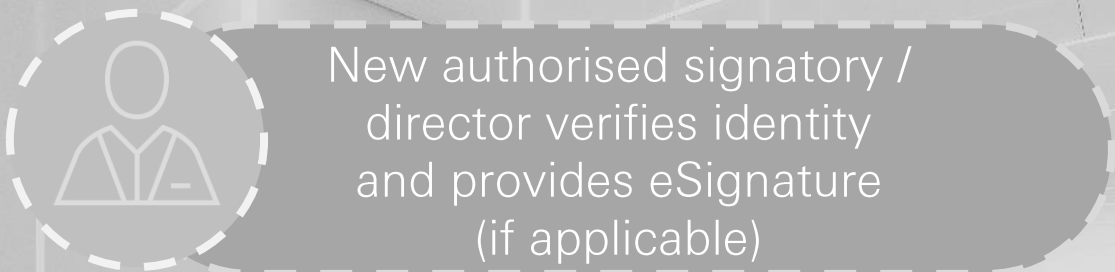 New authorised signatory /
director verifies identity
and provides eSignature
(if applicable)